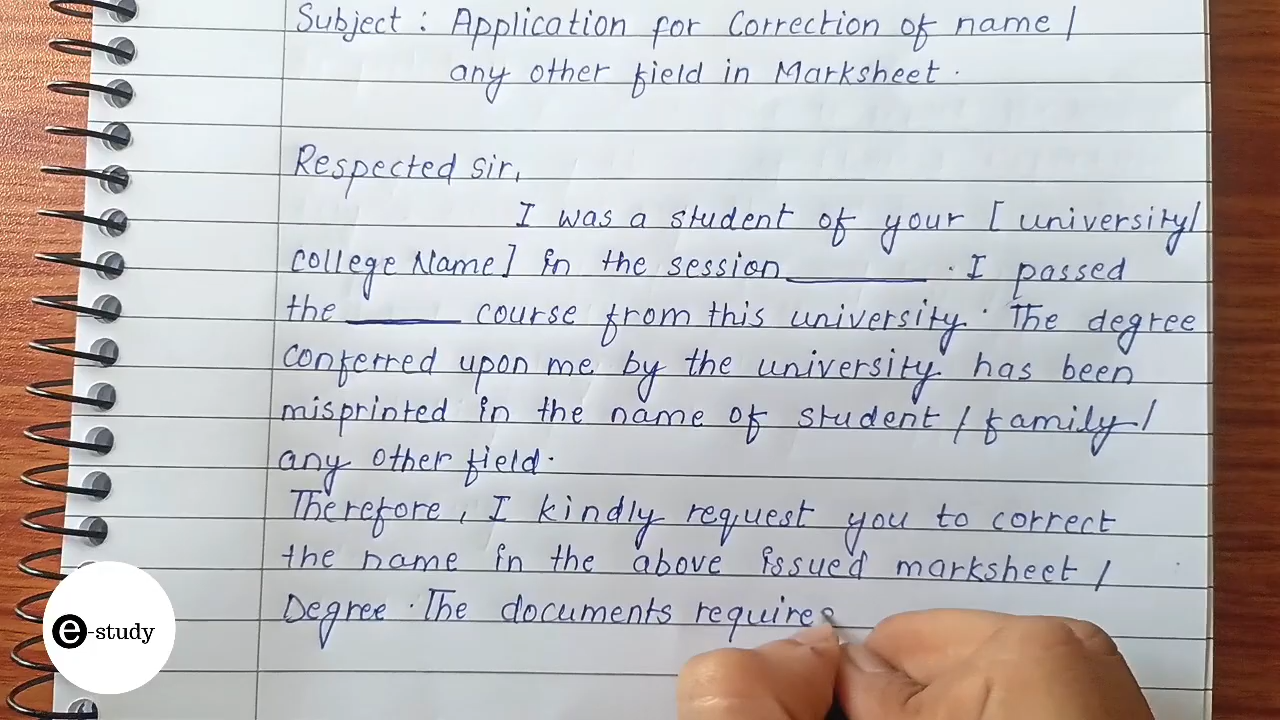 Subject : Application for Correction of name /
any other field in Marksheet .
Respected sir,
I was a student of your [ university/
college Name] in the session ________ . I passed
the ______ course from this university. The degree
conferred upon me by the university has been
misprinted in the name of student / family /
any other field.
Therefore, I kindly request you to correct
the name in the above issued marksheet /
Degree . The documents require
e-study